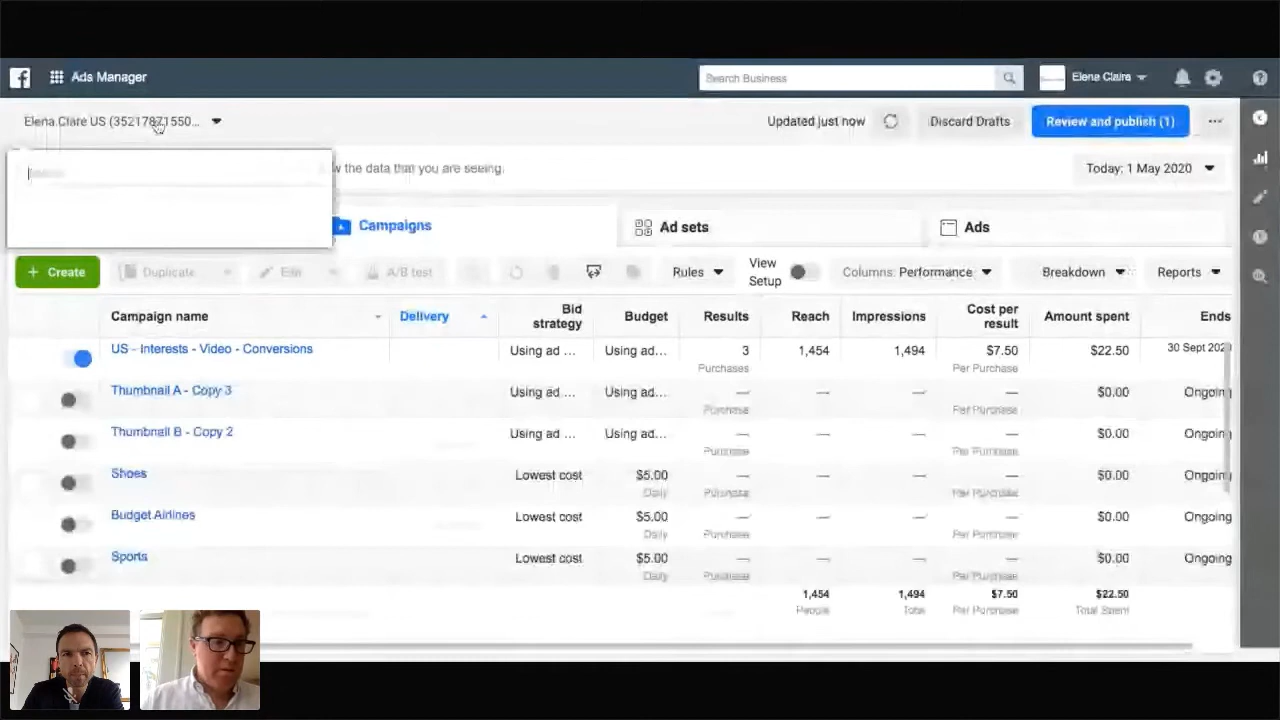 Ads Manager
Search Business
Elena Claire
Elena Clare US (35217871550...
Updated just now
Discard Drafts
Review and publish (1)
w the data that you are seeing.
Today: 1 May 2020
Campaigns
Ad sets
Ads
+ Create
Duplicate
Edit
A/B test
Rules
View Setup
Columns: Performance
Breakdown
Reports
Campaign name Delivery Bid strategy Budget Results Reach Impressions Cost per result Amount spent Ends
US - Interests - Video - Conversions Using ad ... Using ad... 3 1,454 1,494 $7.50 $22.50 30 Sept 2020
Purchases Per Purchase
Thumbnail A - Copy 3 Using ad ... Using ad... — — — — $0.00 Ongoing
Purchase Per Purchase
Thumbnail B - Copy 2 Using ad ... Using ad... — — — — $0.00 Ongoing
Purchase Per Purchase
Shoes Lowest cost $5.00 — — — — $0.00 Ongoing
Daily Purchase Per Purchase
Budget Airlines Lowest cost $5.00 — — — — $0.00 Ongoing
Daily Purchase Per Purchase
Sports Lowest cost $5.00 — — — — $0.00 Ongoing
Daily Purchase Per Purchase
1,454 1,494 $7.50 $22.50
People Total Per Purchase Total Spent